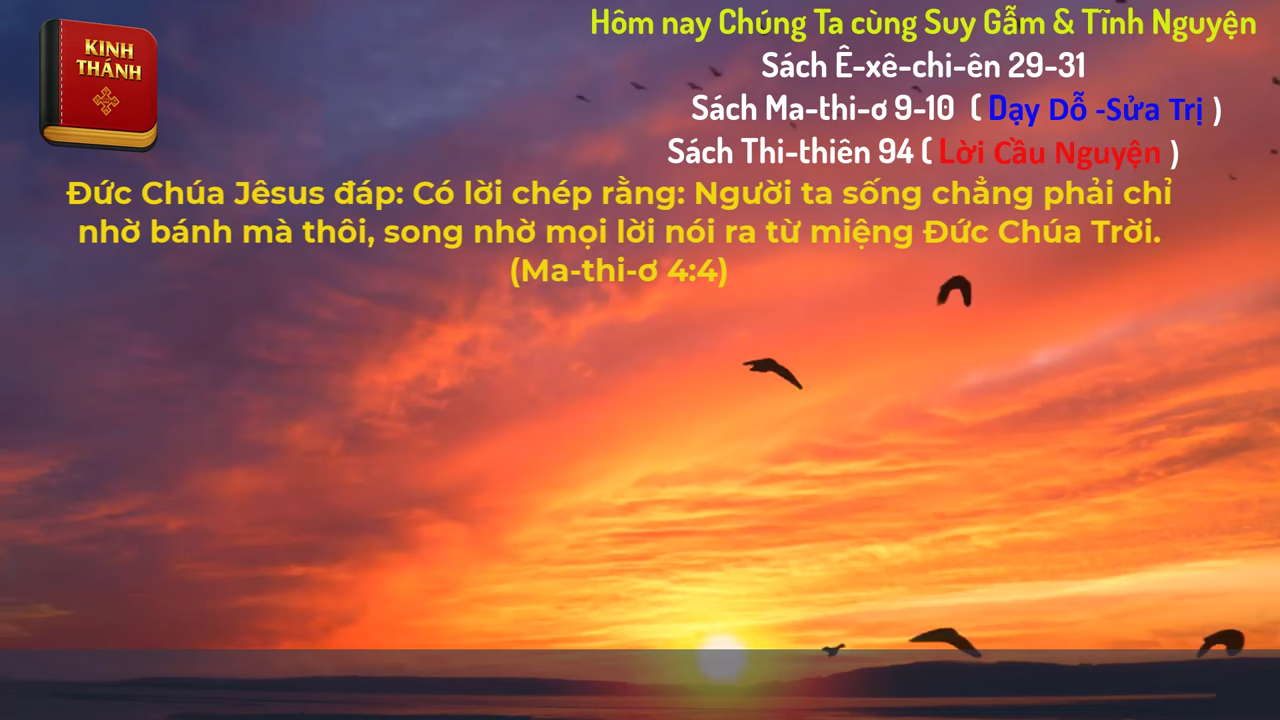 KINH
THÁNH
Hôm nay Chúng Ta cùng Suy Gẫm & Tĩnh Nguyện
Sách Ê-xê-chi-ên 29-31
Sách Ma-thi-ơ 9-10 ( Dạy Dỗ -Sửa Trị )
Sách Thi-thiên 94 ( Lời Cầu Nguyện )
Đức Chúa Jêsus đáp: Có lời chép rằng: Người ta sống chẳng phải chỉ
nhờ bánh mà thôi, song nhờ mọi lời nói ra từ miệng Đức Chúa Trời.
(Ma-thi-ơ 4:4)